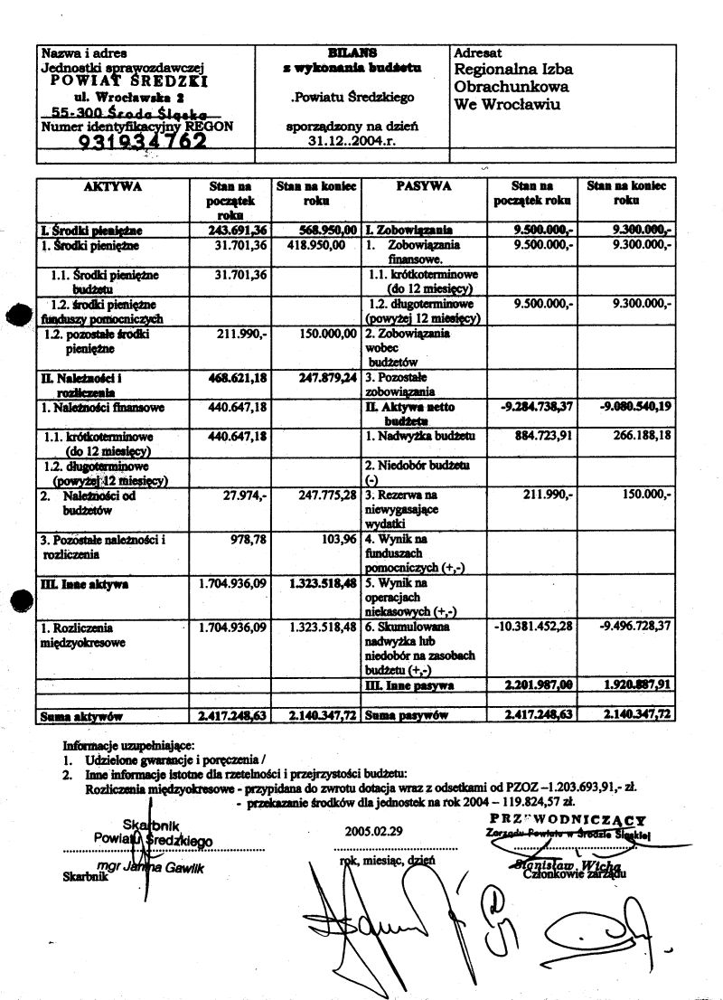 Nazwa i adres
Jednostki sprawozdawczej
POWIAT ŚREDZKI
ul. Wrocławska 2
55-300 Środa Śląska
Numer identyfikacyjny REGON
931934762
BILANS
z wykonania budżetu
.Powiatu Średzkiego
sporządzony na dzień
31.12..2004.r.
Adresat
Regionalna Izba
Obrachunkowa
We Wrocławiu
AKTYWA Stan na początek roku Stan na koniec roku PASYWA Stan na początek roku Stan na koniec roku
I. Środki pieniężne 243.691,36 568.950,00 I. Zobowiązania 9.500.000,- 9.300.000,-
1. Środki pieniężne 31.701,36 418.950,00 1. Zobowiązania finansowe. 9.500.000,- 9.300.000,-
1.1. Środki pieniężne budżetu 31.701,36 1.1. krótkoterminowe (do 12 miesięcy)
1.2. środki pieniężne funduszy pomocniczych 1.2. długoterminowe (powyżej 12 miesięcy) 9.500.000,- 9.300.000,-
1.2. pozostałe środki pieniężne 211.990,- 150.000,00 2. Zobowiązania wobec budżetów
II. Należności i rozliczenia 468.621,18 247.879,24 3. Pozostałe zobowiązania
1. Należności finansowe 440.647,18 II. Aktywa netto budżetu -9.284.738,37 -9.080.540,19
1.1. krótkoterminowe (do 12 miesięcy) 440.647,18 1. Nadwyżka budżetu 884.723,91 266.188,18
1.2. długoterminowe (powyżej 12 miesięcy) 2. Niedobór budżetu (-)
2. Należności od budżetów 27.974,- 247.775,28 3. Rezerwa na niewygasające wydatki 211.990,- 150.000,-
3. Pozostałe należności i rozliczenia 978,78 103,96 4. Wynik na funduszach pomocniczych (+,-)
III. Inne aktywa 1.704.936,09 1.323.518,48 5. Wynik na operacjach niekasowych (+,-)
1. Rozliczenia międzyokresowe 1.704.936,09 1.323.518,48 6. Skumulowana nadwyżka lub niedobór na zasobach budżetu (+,-) -10.381.452,28 -9.496.728,37
III. Inne pasywa 2.201.987,00 1.920.887,91
Suma aktywów 2.417.248,63 2.140.347,72 Suma pasywów 2.417.248,63 2.140.347,72
Informacje uzupełniające:
1. Udzielone gwarancje i poręczenia /
2. Inne informacje istotne dla rzetelności i przejrzystości budżetu:
Rozliczenia międzyokresowe - przypidana do zwrotu dotacja wraz z odsetkami od PZOZ –1.203.693,91,- zł.
- przekazanie środków dla jednostek na rok 2004 – 119.824,57 zł.
Skarbnik
Powiatu Średzkiego
mgr Janina Gawlik
Skarbnik
2005.02.29
rok, miesiąc, dzień
PRZEWODNICZĄCY
Zarządu Powiatu w Środzie Śląskiej
Stanisław Wicha
Członkowie zarządu